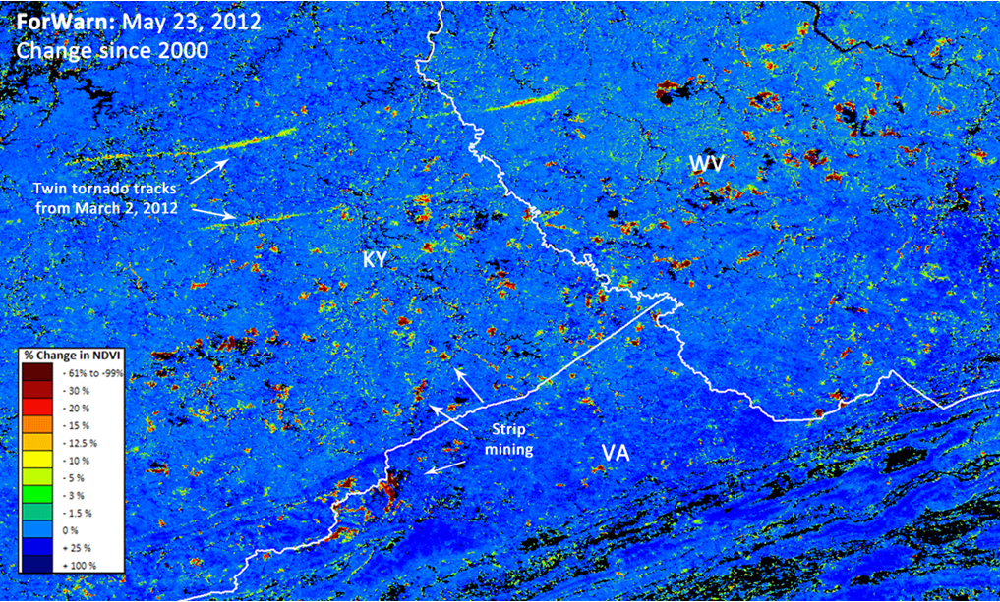 ForWarn: May 23, 2012
Change since 2000
Twin tornado tracks
from March 2, 2012
WV
KY
% Change in NDVI
- 61% to -99%
- 30 %
- 20 %
- 15 %
- 12.5 %
- 10 %
- 5 %
- 3 %
- 1.5 %
0 %
+ 25 %
+ 100 %
Strip
mining
VA